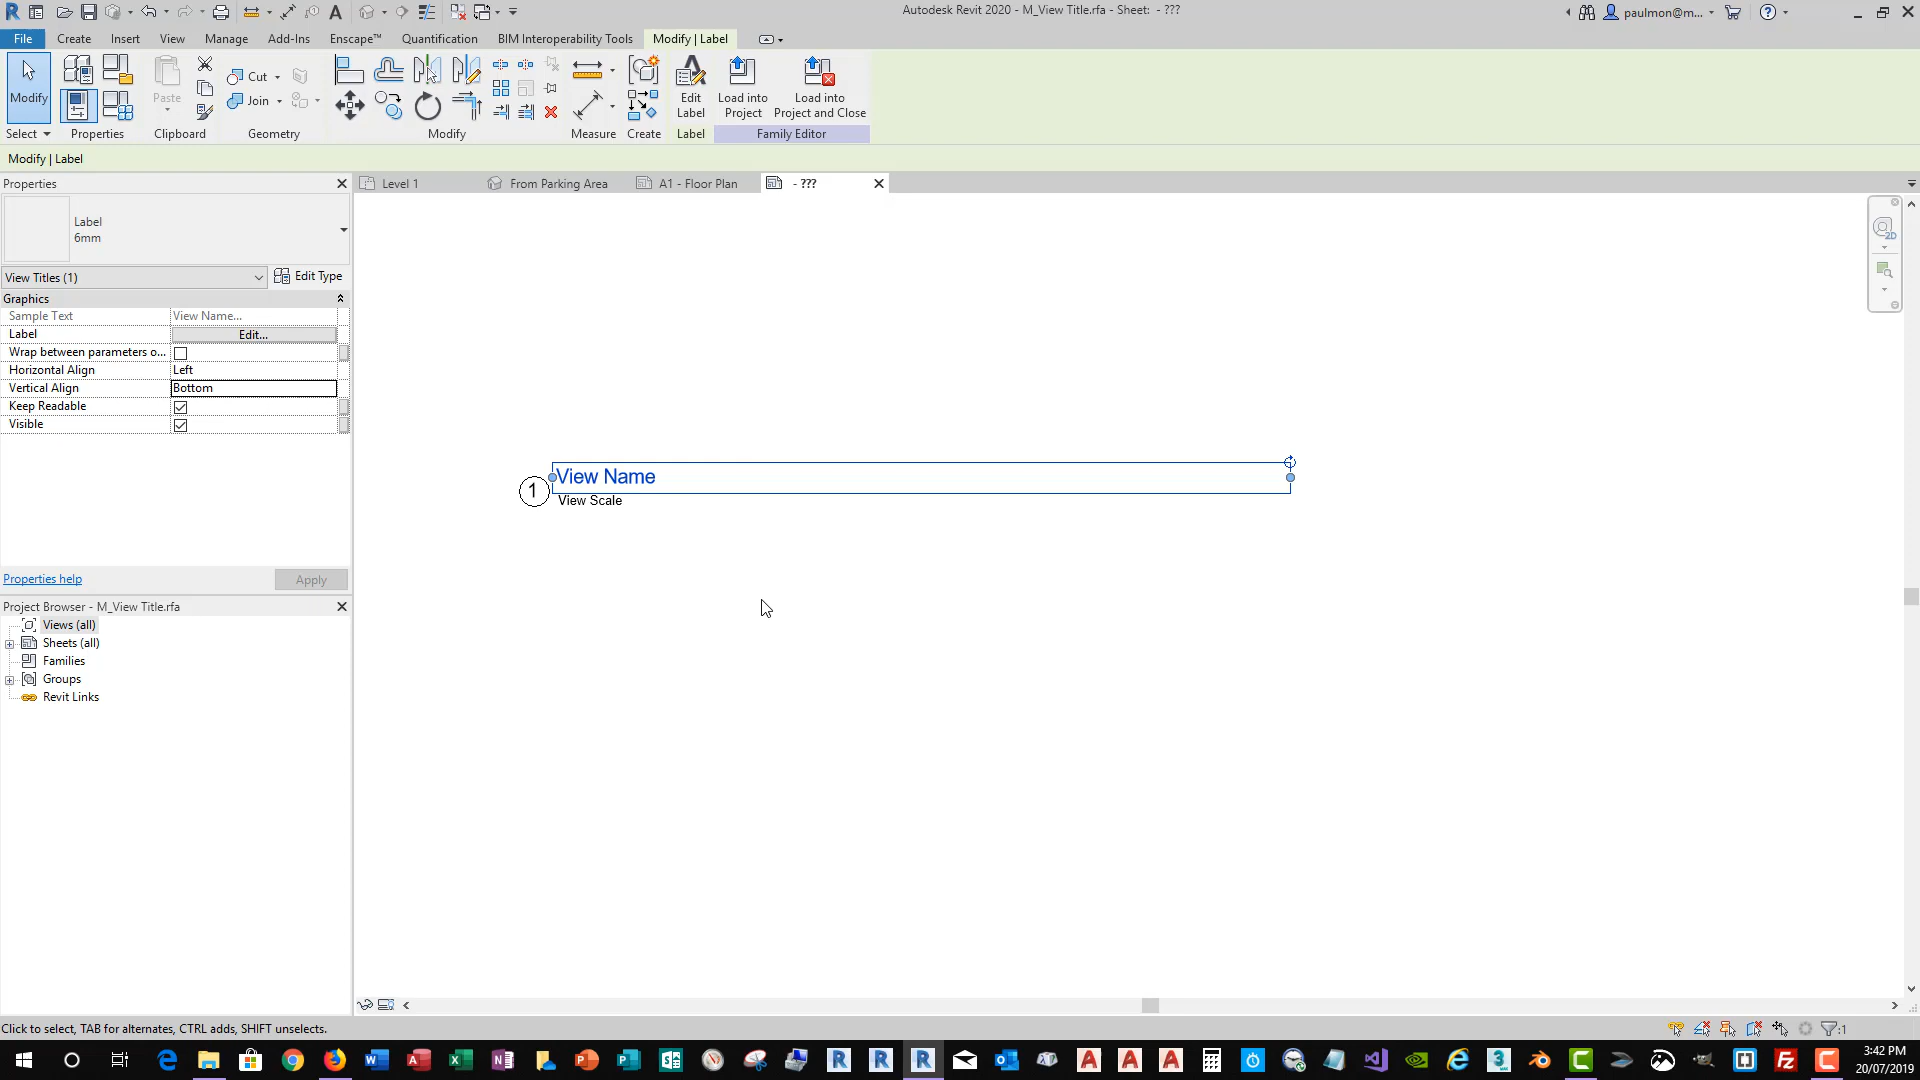 Autodesk Revit 2020 - M_View Title.rfa - Sheet:  - ???
paulmon@m...
File Create Insert View Manage Add-Ins Enscape™ Quantification BIM Interoperability Tools Modify | Label
Modify
Paste
Cut
Join
Edit Label
Load into Project
Load into Project and Close
Select Properties Clipboard Geometry Modify Measure Create Label Family Editor
Modify | Label
Properties
Level 1
From Parking Area
A1 - Floor Plan
- ???
Label
6mm
View Titles (1)
Edit Type
Graphics
Sample Text View Name...
Label Edit...
Wrap between parameters o...
Horizontal Align Left
Vertical Align Bottom
Keep Readable
Visible
2D
View Name
1
View Scale
Properties help
Apply
Project Browser - M_View Title.rfa
Views (all)
Sheets (all)
Families
Groups
Revit Links
Click to select, TAB for alternates, CTRL adds, SHIFT unselects.
:1
3:42 PM
20/07/2019